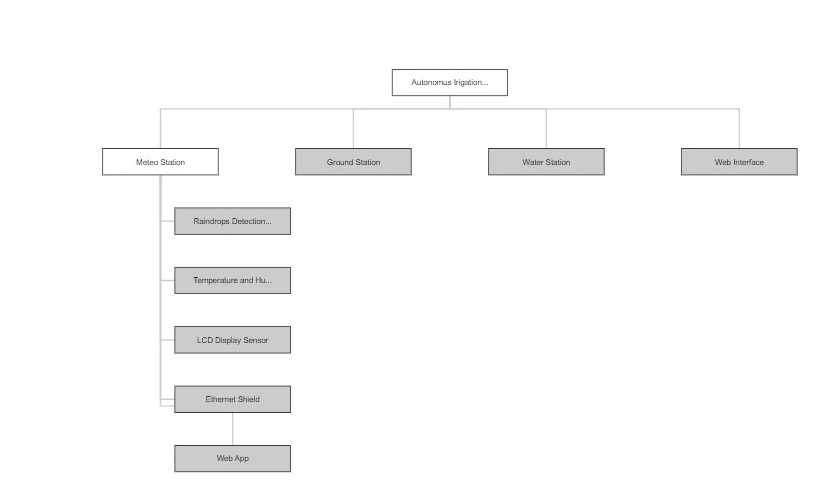 Autonomus Irigation...
Meteo Station
Ground Station
Water Station
Web Interface
Raindrops Detection...
Temperature and Hu...
LCD Display Sensor
Ethernet Shield
Web App